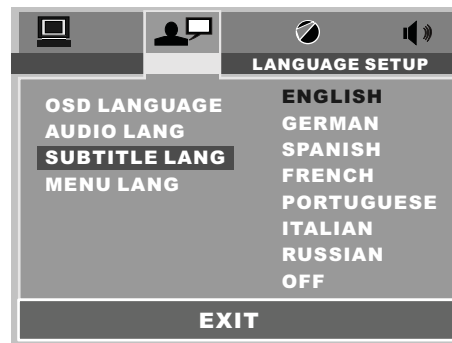 LANGUAGE SETUP
OSD LANGUAGE
AUDIO LANG
SUBTITLE LANG
MENU LANG
ENGLISH
GERMAN
SPANISH
FRENCH
PORTUGUESE
ITALIAN
RUSSIAN
OFF
EXIT